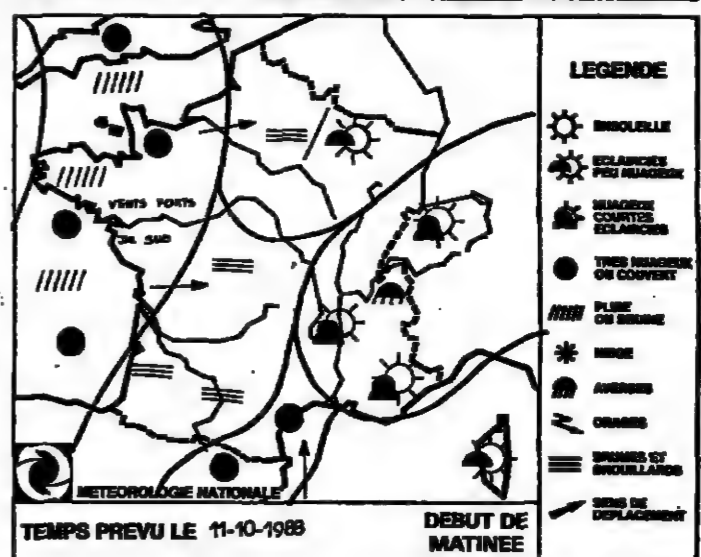 LEGENDE
ENSOLEILLE
ECLAIRCIES
PEU NUAGEUX
NUAGEUX
COURTES
ECLAIRCIES
TRES NUAGEUX
OU COUVERT
PLUIE
OU BRUINE
NEIGE
AVERSES
ORAGES
BRUMES ET
BROUILLARDS
SENS DE
DEPLACEMENT
VENTS FORTS
DE SUD
METEOROLOGIE NATIONALE
TEMPS PREVU LE 11-10-1988
DEBUT DE
MATINEE